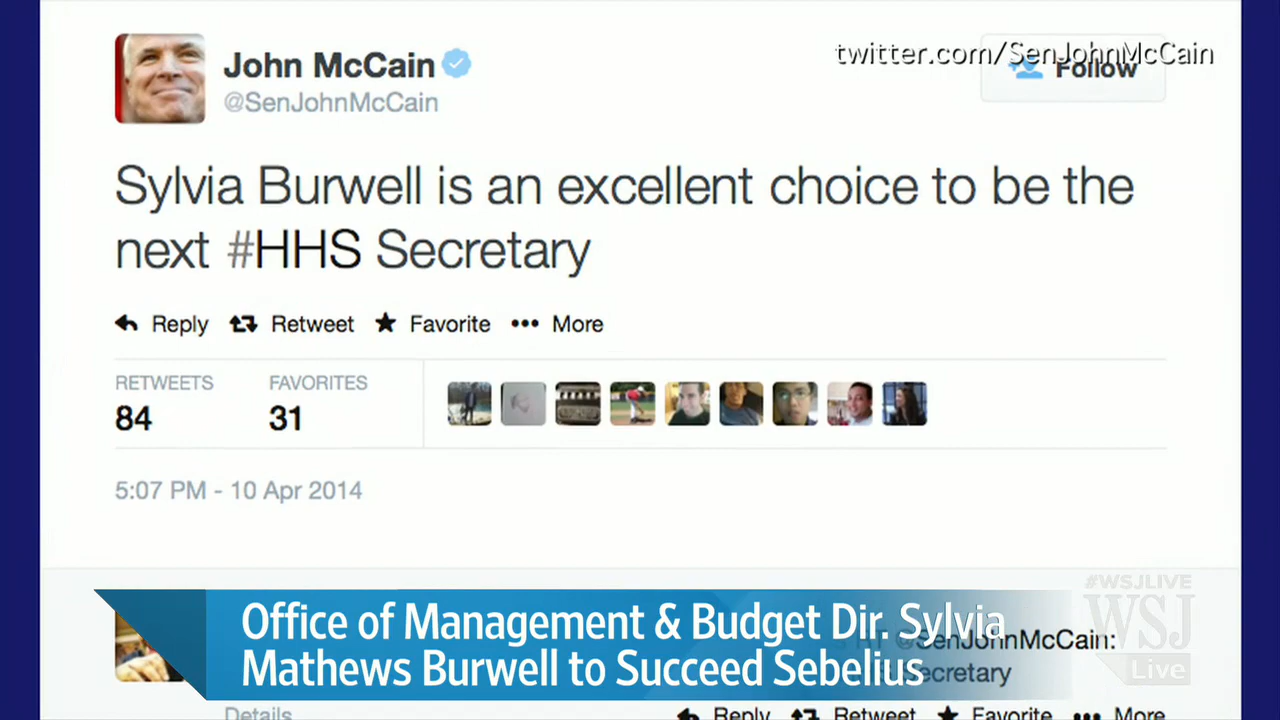 twitter.com/SenJohnMcCain
John McCain
Follow
@SenJohnMcCain
Sylvia Burwell is an excellent choice to be the
next #HHS Secretary
Reply Retweet Favorite More
RETWEETS FAVORITES
84 31
5:07 PM - 10 Apr 2014
#WSJLIVE
WSJ
Live
Office of Management & Budget Dir. Sylvia
Mathews Burwell to Succeed Sebelius
@SenJohnMcCain:
Secretary
Details
Reply Retweet Favorite More